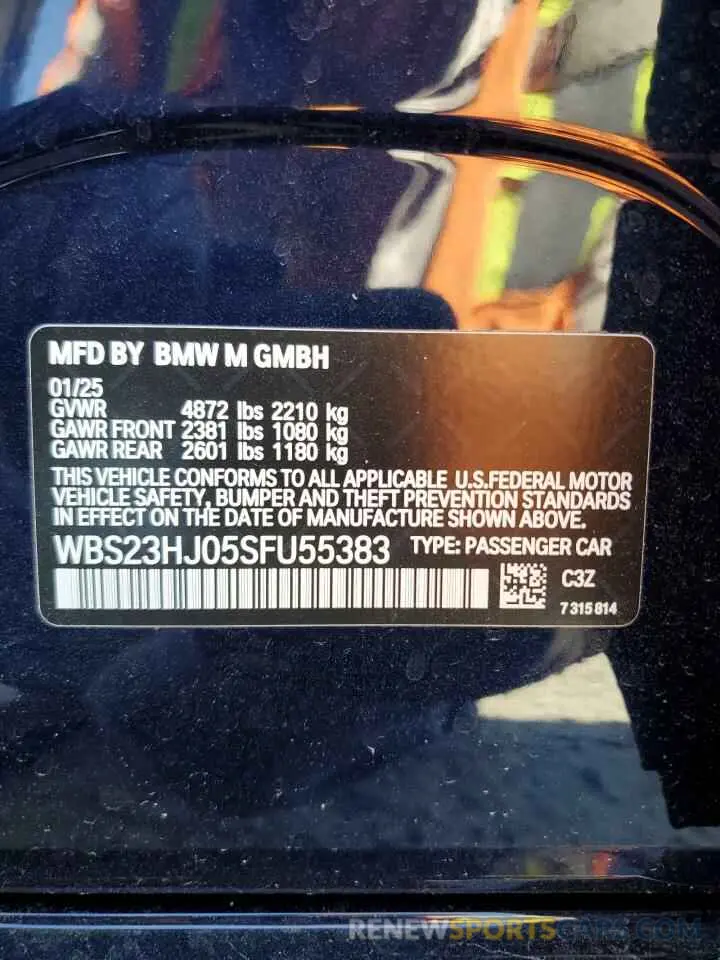 MFD BY BMW M GMBH
01/25
GVWR 4872 lbs 2210 kg
GAWR FRONT 2381 lbs 1080 kg
GAWR REAR 2601 lbs 1180 kg
THIS VEHICLE CONFORMS TO ALL APPLICABLE U.S.FEDERAL MOTOR
VEHICLE SAFETY, BUMPER AND THEFT PREVENTION STANDARDS
IN EFFECT ON THE DATE OF MANUFACTURE SHOWN ABOVE.
WBS23HJ05SFU55383 TYPE: PASSENGER CAR
C3Z
7 315 814
RENEWSPORTSCARS.COM